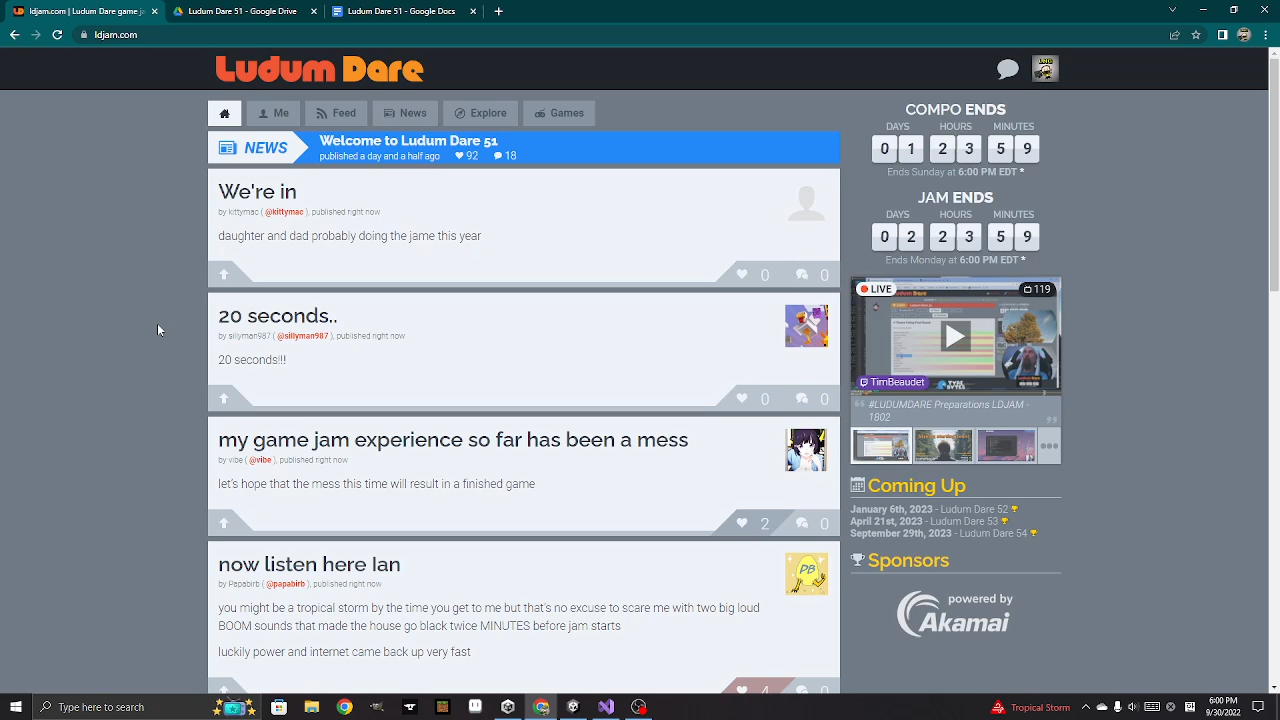 ldjam.com | Ludum Dare game ja
Ludum Dare 51 - Google Drive
Ludum Dare 51 - Google Docs
ldjam.com
Ludum Dare
Me
Feed
News
Explore
Games
NEWS
Welcome to Ludum Dare 51
published a day and a half ago 92 18
We're in
by kittymac ( @kittymac ), published right now
daughter and dad probably doing the jame this year
0 0
20 seconds..
by sillyman987 ( @sillyman987 ), published right now
20 seconds!!!
0 0
my game jam experience so far has been a mess
by vibe ( @vibe ), published right now
let's hope that the mess this time will result in a finished game
2 0
now listen here Ian
by Papabirb ( @papabirb ), published right now
PB
you might be a tropical storm by the time you get to me but that's no excuse to scare me with two big loud
BOOM sounds that made the house go black twice MINUTES before jam starts
luckily power and internet came back up very fast
4 0
COMPO ENDS
DAYS HOURS MINUTES
0 1 2 3 5 9
Ends Sunday at 6:00 PM EDT *
JAM ENDS
DAYS HOURS MINUTES
0 2 2 3 5 9
Ends Monday at 6:00 PM EDT *
LIVE 119
TimBeaudet
#LUDUMDARE Preparations LDJAM -
1802
Coming Up
January 6th, 2023 - Ludum Dare 52
April 21st, 2023 - Ludum Dare 53
September 29th, 2023 - Ludum Dare 54
Sponsors
powered by
Akamai
Type here to search
Tropical Storm
6:00 PM
9/30/2022